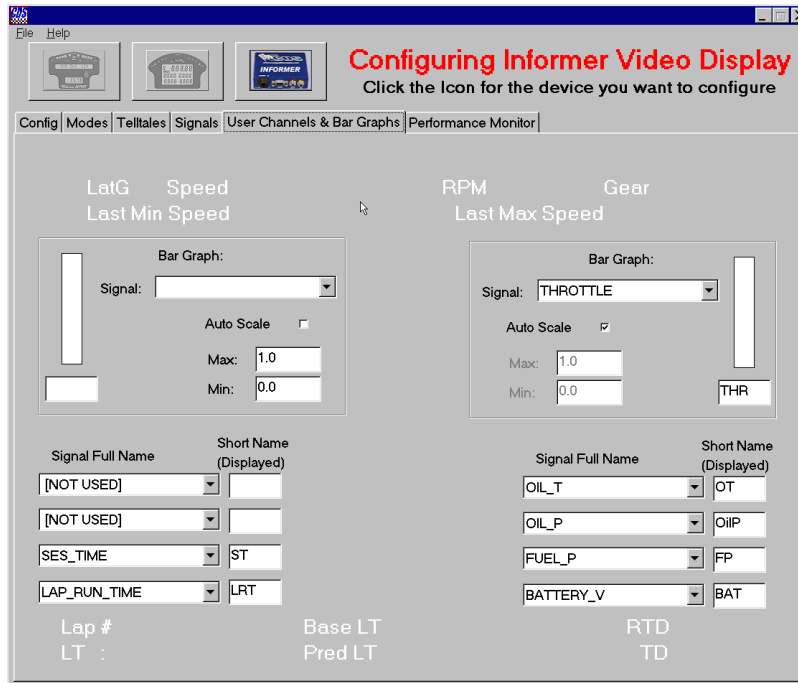 File Help
INFORMER
Configuring Informer Video Display
Click the Icon for the device you want to configure
Config Modes Telltales Signals User Channels & Bar Graphs Performance Monitor
LatG Speed RPM Gear
Last Min Speed Last Max Speed
Bar Graph:
Signal:
Auto Scale
Max: 1.0
Min: 0.0
Bar Graph:
Signal: THROTTLE
Auto Scale
Max: 1.0
Min: 0.0
THR
Signal Full Name Short Name
(Displayed)
[NOT USED]
[NOT USED]
SES_TIME ST
LAP_RUN_TIME LRT
Signal Full Name Short Name
(Displayed)
OIL_T OT
OIL_P OilP
FUEL_P FP
BATTERY_V BAT
Lap # Base LT RTD
LT : Pred LT TD